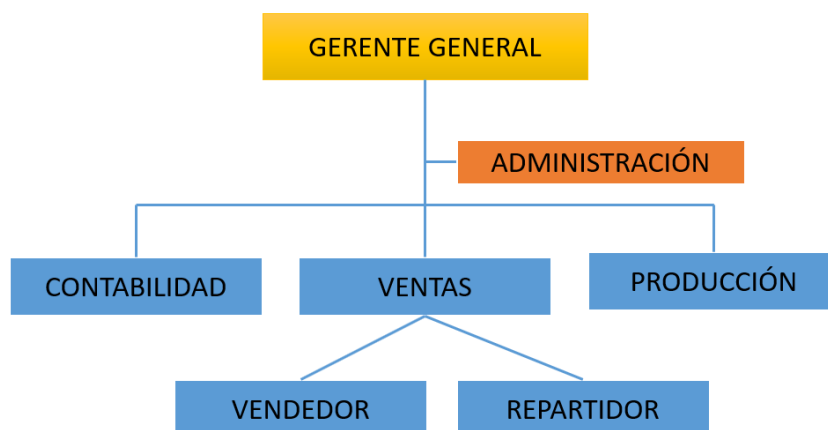 GERENTE GENERAL
ADMINISTRACIÓN
CONTABILIDAD
VENTAS
PRODUCCIÓN
VENDEDOR
REPARTIDOR